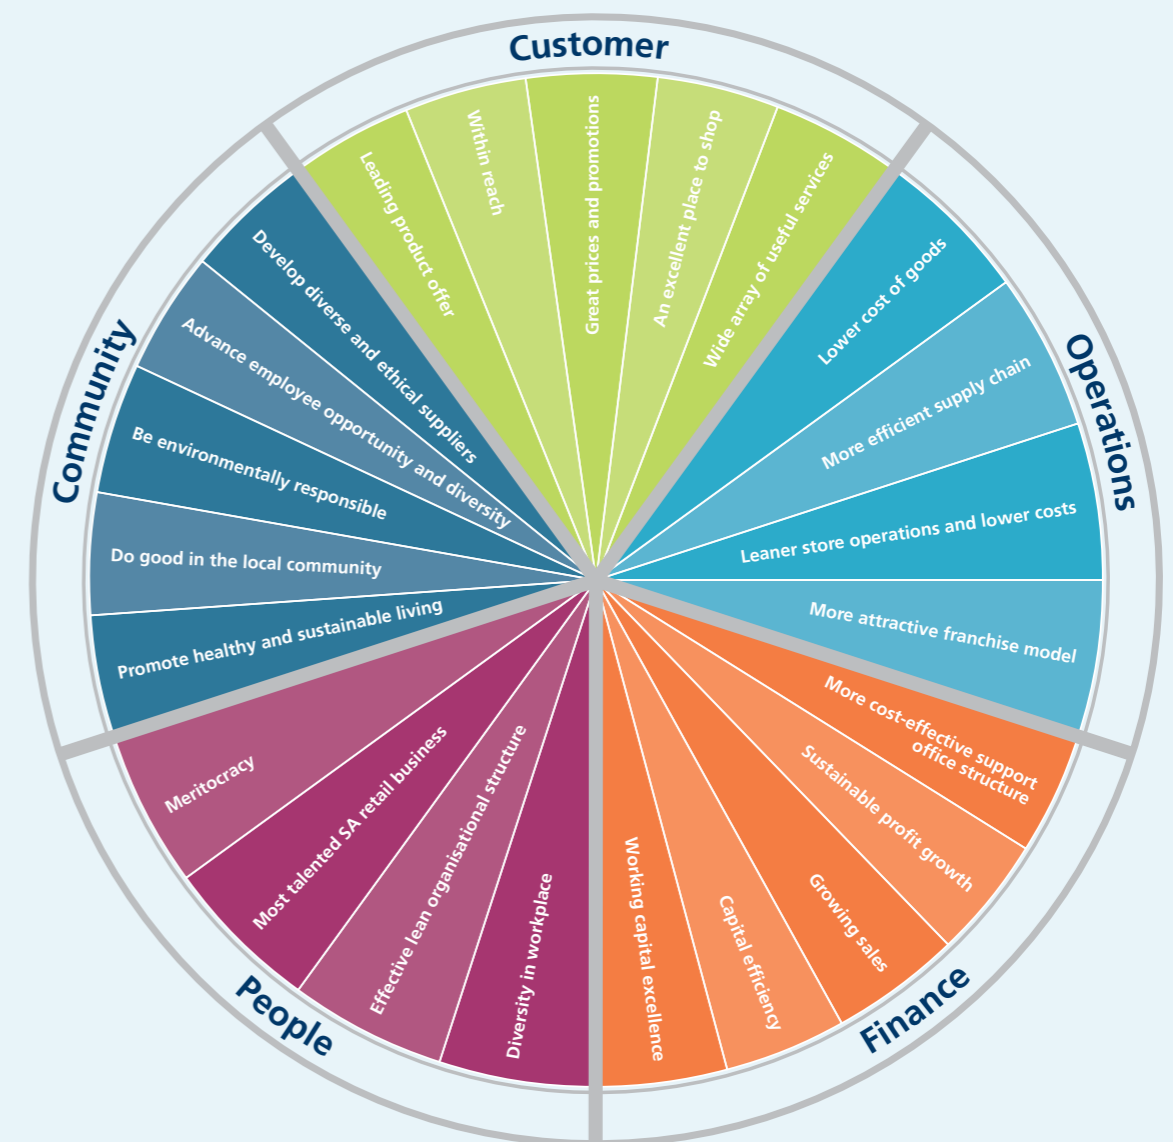 Customer
Leading product offer
Within reach
Great prices and promotions
An excellent place to shop
Wide array of useful services
Operations
Lower cost of goods
More efficient supply chain
Leaner store operations and lower costs
More attractive franchise model
Finance
More cost-effective support
office structure
Sustainable profit growth
Growing sales
Capital efficiency
Working capital excellence
People
Diversity in workplace
Effective lean organisational structure
Most talented SA retail business
Meritocracy
Community
Promote healthy and sustainable living
Do good in the local community
Be environmentally responsible
Advance employee opportunity and diversity
Develop diverse and ethical suppliers